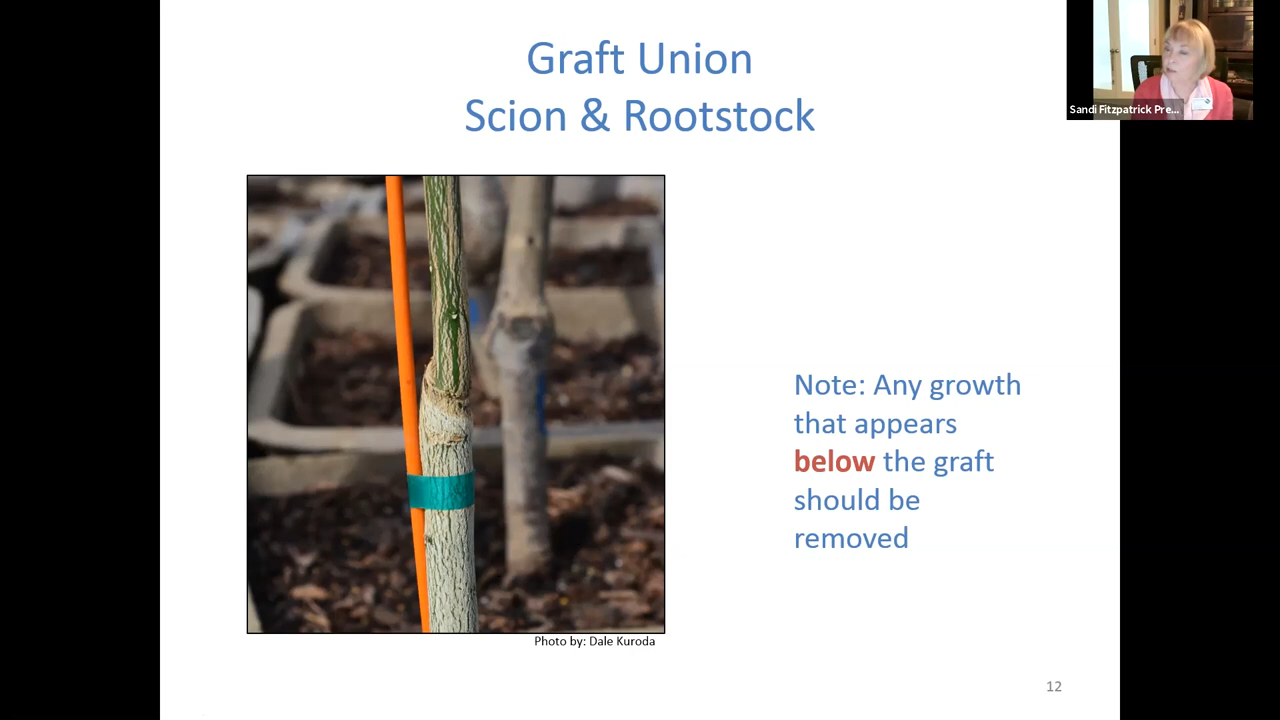 Graft Union
Scion & Rootstock
Sandi Fitzpatrick Pre...
Note: Any growth
that appears
below the graft
should be
removed
Photo by: Dale Kuroda
12